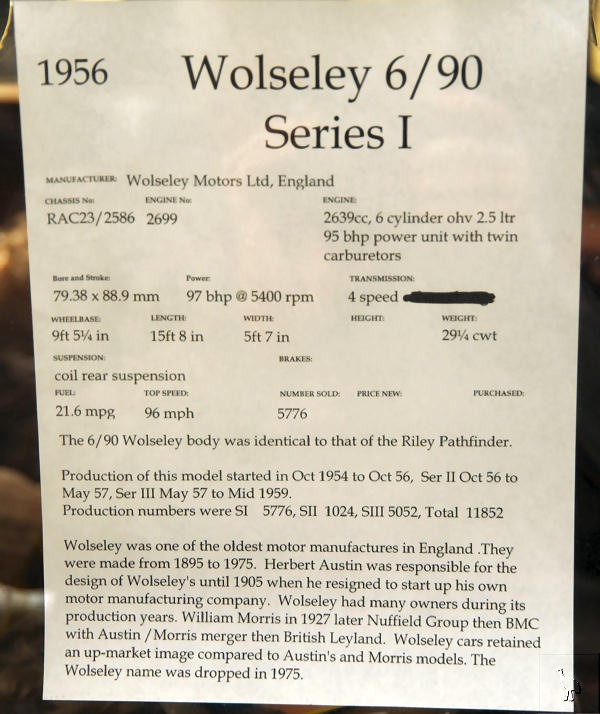 1956 Wolseley 6/90
Series I
MANUFACTURER: Wolseley Motors Ltd, England
CHASSIS No: ENGINE No: ENGINE:
RAC23/2586 2699 2639cc, 6 cylinder ohv 2.5 ltr
95 bhp power unit with twin
carburetors
Bore and Stroke: Power: TRANSMISSION:
79.38 x 88.9 mm 97 bhp @ 5400 rpm 4 speed
WHEELBASE: LENGTH: WIDTH: HEIGHT: WEIGHT:
9ft 5¼ in 15ft 8 in 5ft 7 in 29¼ cwt
SUSPENSION: BRAKES:
coil rear suspension
FUEL: TOP SPEED: NUMBER SOLD: PRICE NEW: PURCHASED:
21.6 mpg 96 mph 5776
The 6/90 Wolseley body was identical to that of the Riley Pathfinder.
Production of this model started in Oct 1954 to Oct 56, Ser II Oct 56 to
May 57, Ser III May 57 to Mid 1959.
Production numbers were SI 5776, SII 1024, SIII 5052, Total 11852
Wolseley was one of the oldest motor manufactures in England .They
were made from 1895 to 1975. Herbert Austin was responsible for the
design of Wolseley's until 1905 when he resigned to start up his own
motor manufacturing company. Wolseley had many owners during its
production years. William Morris in 1927 later Nuffield Group then BMC
with Austin /Morris merger then British Leyland. Wolseley cars retained
an up-market image compared to Austin's and Morris models. The
Wolseley name was dropped in 1975.